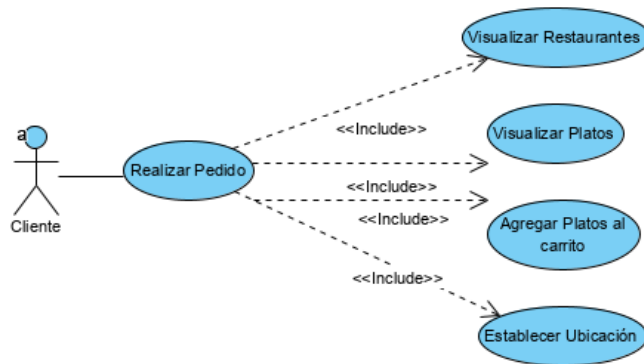 Visualizar Restaurantes
<<Include>>
Visualizar Platos
a
Realizar Pedido
<<Include>>
<<Include>>
Cliente
Agregar Platos al
carrito
<<Include>>
Establecer Ubicación